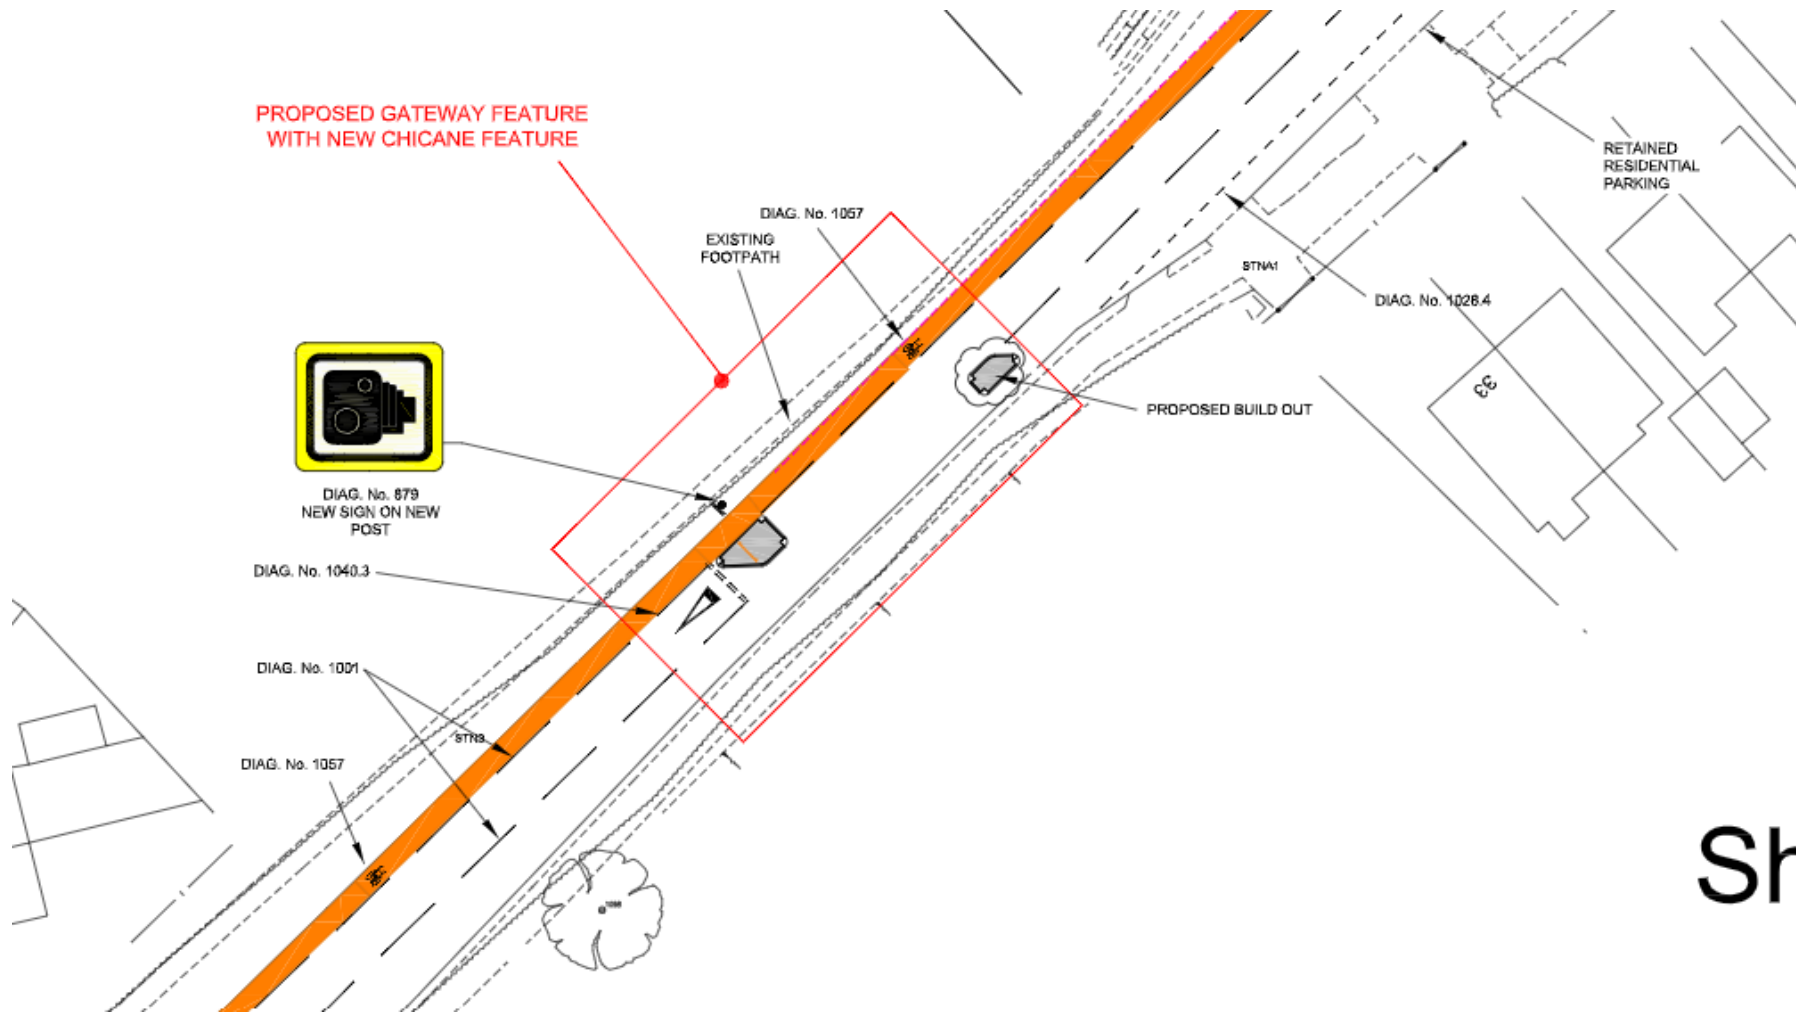 PROPOSED GATEWAY FEATURE
WITH NEW CHICANE FEATURE
RETAINED
RESIDENTIAL
PARKING
DIAG. No. 1057
EXISTING
FOOTPATH
STNA1
DIAG. No. 1028.4
33
PROPOSED BUILD OUT
DIAG. No. 879
NEW SIGN ON NEW
POST
DIAG. No. 1040.3
DIAG. No. 1001
STN3
DIAG. No. 1057
Sh